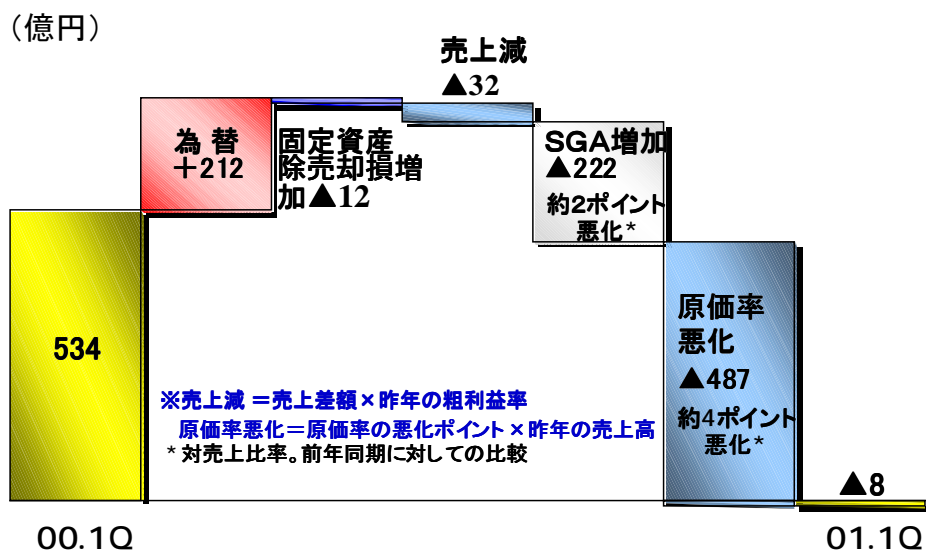 (億円)
売上減
▲32
為 替
+212
固定資産
除売却損増
加▲12
SGA増加
▲222
約2ポイント
悪化*
534
原価率
悪化
▲487
約4ポイント
悪化*
※売上減 =売上差額×昨年の粗利益率
原価率悪化=原価率の悪化ポイント×昨年の売上高
* 対売上比率。前年同期に対しての比較
▲8
00.1Q
01.1Q